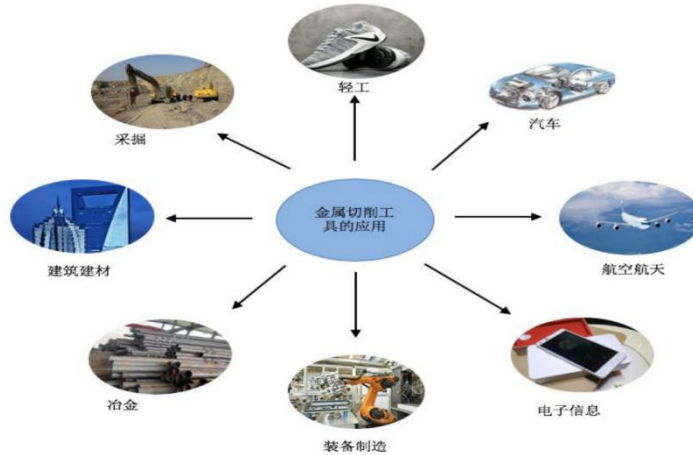 轻工
采掘
汽车
金属切削工
具的应用
建筑建材
航空航天
冶金
电子信息
装备制造